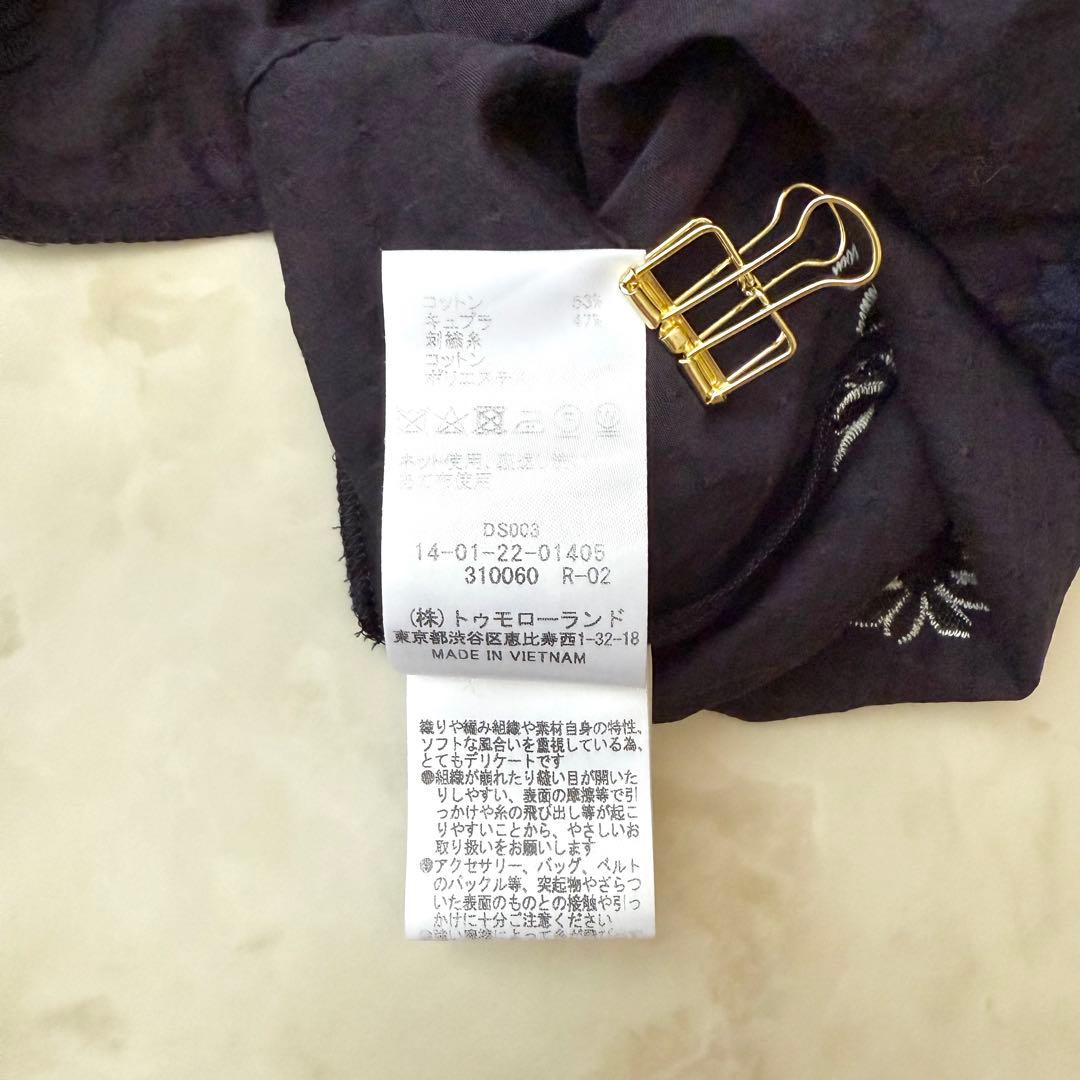 コットン 53%
キュプラ 47%
刺繍糸
コットン
ポリエステ
ネット使用、裏返し
あて布使用
DS003
14-01-22-01405
310060 R-02
(株)トゥモローランド
東京都渋谷区恵比寿西1-32-18
MADE IN VIETNAM
織りや編み組織や素材自身の特性、
ソフトな風合いを重視している為、
とてもデリケートです
●組織が崩れたり縫い目が開いた
りしやすい、表面の摩擦等で引
っかけや糸の飛び出し等が起こ
りやすいことから、やさしいお
取り扱いをお願いします
●アクセサリー、バッグ、ベルト
のバックル等、突起物やざらつ
いた表面のものとの接触や引っ
かけに十分ご注意ください